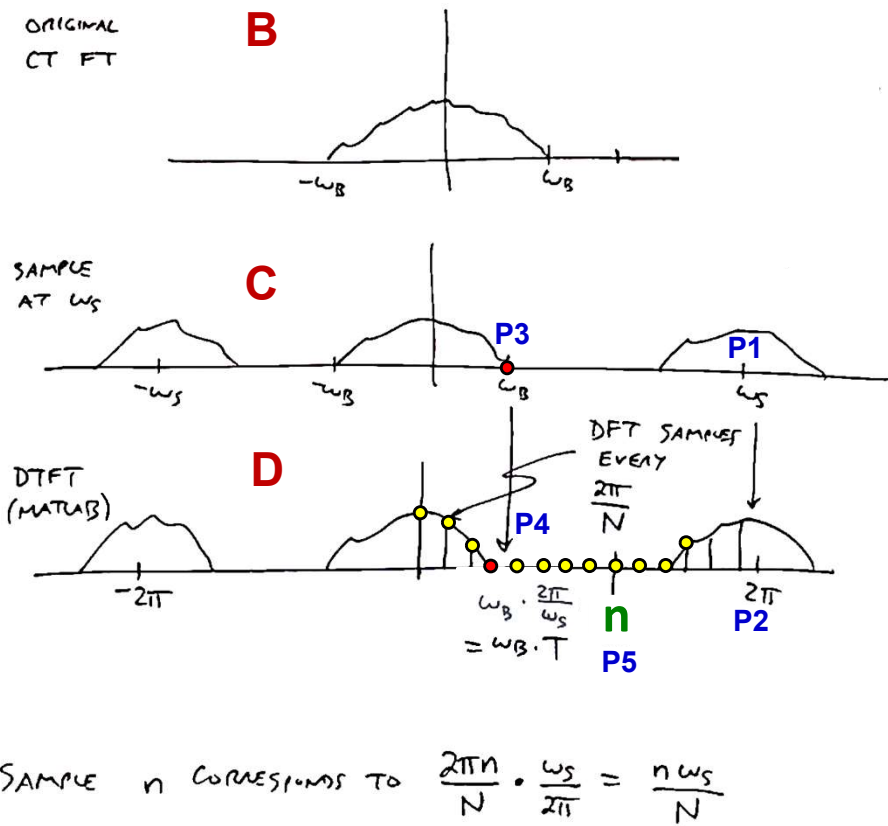 ORIGINAL
CT FT
B
-ωB
ωB
SAMPLE
AT ωS
C
P3
P1
-ωS
-ωB
ωB
ωS
DTFT
(MATLAB)
D
DFT SAMPLES
EVERY
2π/N
P4
-2π
ωB · 2π/ωS
= ωB · T
n
P5
2π
P2
SAMPLE n CORRESPONDS TO 2πn/N · ωS/2π = nωS/N